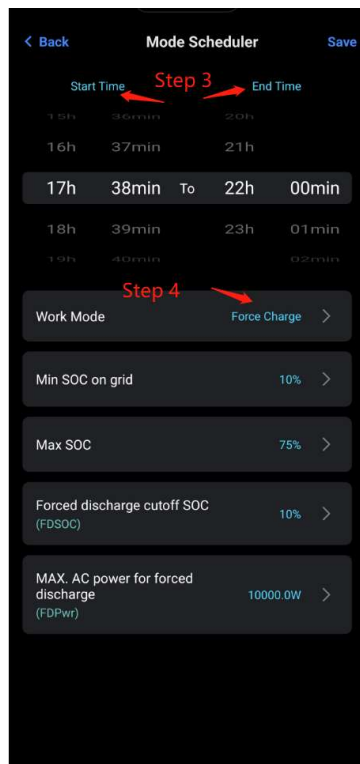 Back Mode Scheduler Save
Start Time Step 3 End Time
15h 36min 20h
16h 37min 21h
17h 38min To 22h 00min
18h 39min 23h 01min
19h 40min 02min
Step 4
Work Mode Force Charge
Min SOC on grid 10%
Max SOC 75%
Forced discharge cutoff SOC
(FDSOC) 10%
MAX. AC power for forced
discharge 10000.0W
(FDPwr)